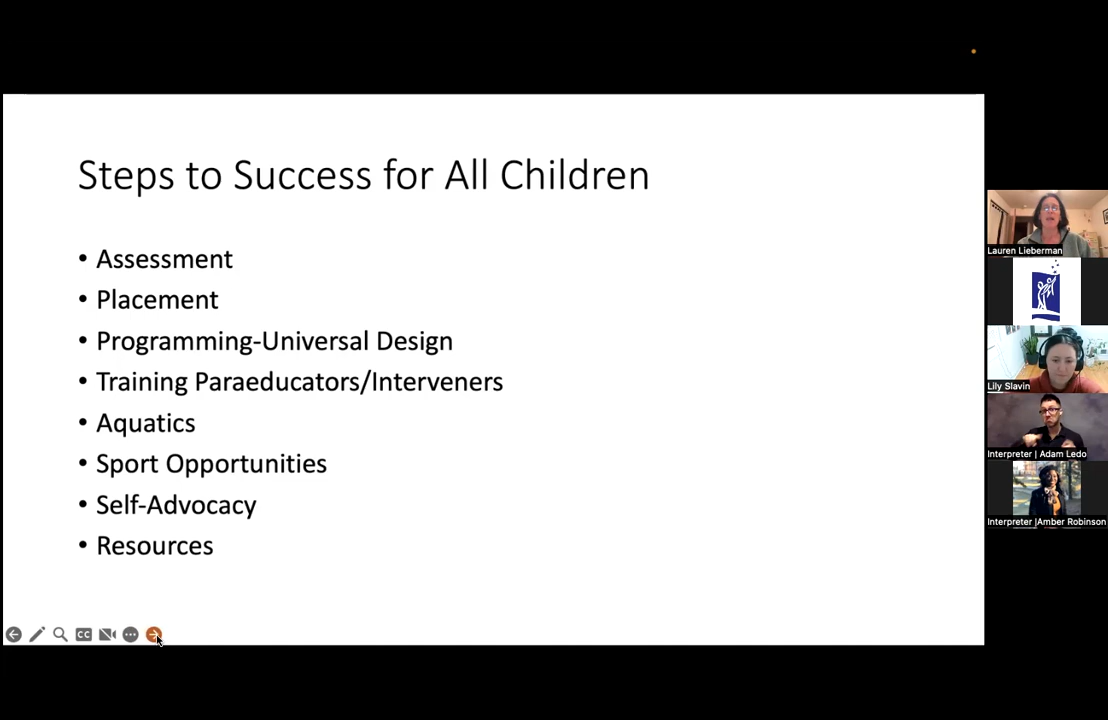 Steps to Success for All Children
• Assessment
• Placement
• Programming-Universal Design
• Training Paraeducators/Interveners
• Aquatics
• Sport Opportunities
• Self-Advocacy
• Resources
CC
Lauren Lieberman
Lily Slavin
Interpreter | Adam Ledo
Interpreter |Amber Robinson